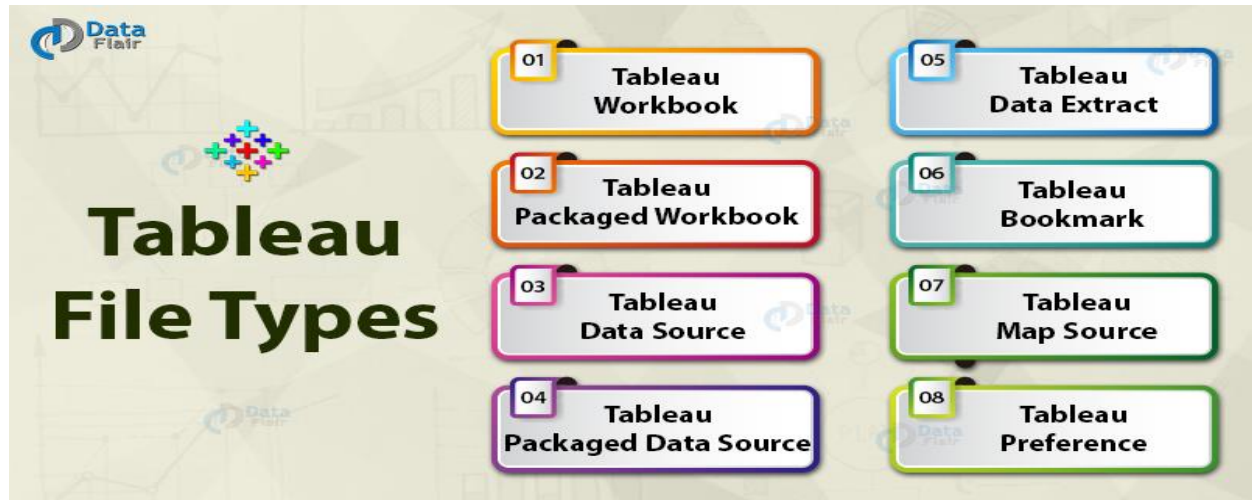 Data
Flair
Tableau
File Types
01
Tableau
Workbook
02
Tableau
Packaged Workbook
03
Tableau
Data Source
04
Tableau
Packaged Data Source
05
Tableau
Data Extract
06
Tableau
Bookmark
07
Tableau
Map Source
08
Tableau
Preference